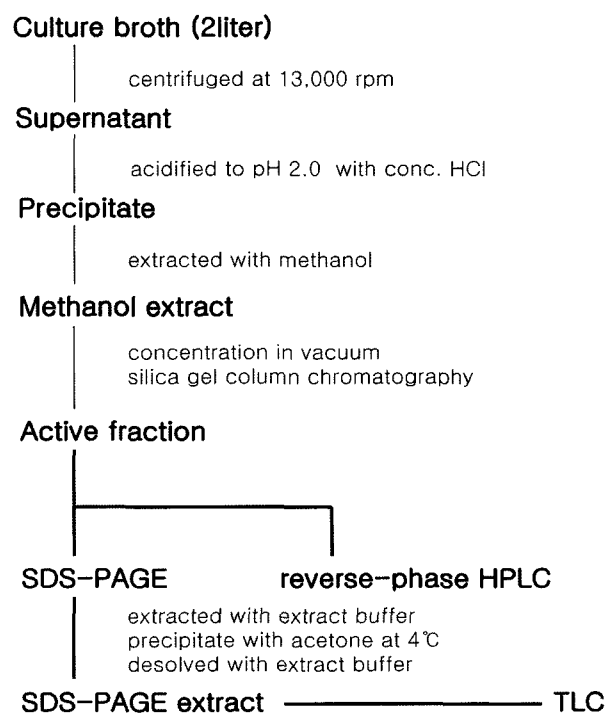 Culture broth (2liter)
centrifuged at 13,000 rpm
Supernatant
acidified to pH 2.0 with conc. HCl
Precipitate
extracted with methanol
Methanol extract
concentration in vacuum
silica gel column chromatography
Active fraction
SDS-PAGE reverse-phase HPLC
extracted with extract buffer
precipitate with acetone at 4℃
desolved with extract buffer
SDS-PAGE extract TLC